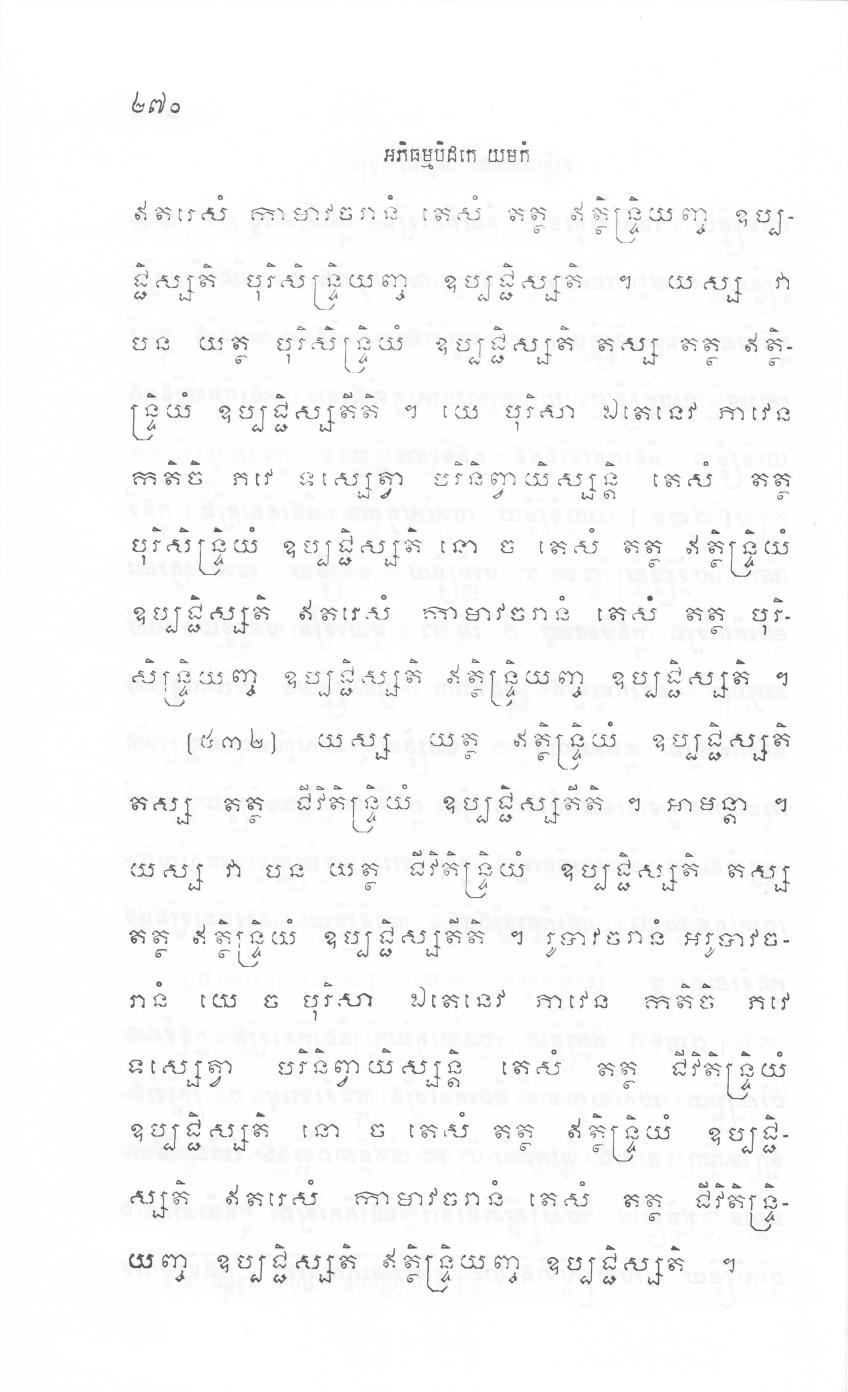 ២៧០
អភិធម្មបិដកេ យមកំ
ឥតរេសំ កាមាវចរានំ តេសំ តត្ថ ឥត្ថិន្ទ្រិយញ្ច ឧប្ប-
ជ្ជិស្សតិ បុរិសិន្ទ្រិយញ្ច ឧប្បជ្ជិស្សតិ ។ យស្ស វា
បន យត្ថ បុរិសិន្ទ្រិយំ ឧប្បជ្ជិស្សតិ តស្ស តត្ថ ឥត្ថិ-
ន្ទ្រិយំ ឧប្បជ្ជិស្សតីតិ ។ យេ បុរិសា ឯតេនេវ ភាវេន
កតិចិ ភវេ ទស្សេត្វា បរិនិព្វាយិស្សន្តិ តេសំ តត្ថ
បុរិសិន្ទ្រិយំ ឧប្បជ្ជិស្សតិ នោ ច តេសំ តត្ថ ឥត្ថិន្ទ្រិយំ
ឧប្បជ្ជិស្សតិ ឥតរេសំ កាមាវចរានំ តេសំ តត្ថ បុរិ-
សិន្ទ្រិយញ្ច ឧប្បជ្ជិស្សតិ ឥត្ថិន្ទ្រិយញ្ច ឧប្បជ្ជិស្សតិ ។
[៥៣២] យស្ស យត្ថ ឥត្ថិន្ទ្រិយំ ឧប្បជ្ជិស្សតិ
តស្ស តត្ថ ជីវិតិន្ទ្រិយំ ឧប្បជ្ជិស្សតីតិ ។ អាមន្តា ។
យស្ស វា បន យត្ថ ជីវិតិន្ទ្រិយំ ឧប្បជ្ជិស្សតិ តស្ស
តត្ថ ឥត្ថិន្ទ្រិយំ ឧប្បជ្ជិស្សតីតិ ។ រូបាវចរានំ អរូបាវច-
រានំ យេ ច បុរិសា ឯតេនេវ ភាវេន កតិចិ ភវេ
ទស្សេត្វា បរិនិព្វាយិស្សន្តិ តេសំ តត្ថ ជីវិតិន្ទ្រិយំ
ឧប្បជ្ជិស្សតិ នោ ច តេសំ តត្ថ ឥត្ថិន្ទ្រិយំ ឧប្បជ្ជិ-
ស្សតិ ឥតរេសំ កាមាវចរានំ តេសំ តត្ថ ជីវិតិន្ទ្រិ-
យញ្ច ឧប្បជ្ជិស្សតិ ឥត្ថិន្ទ្រិយញ្ច ឧប្បជ្ជិស្សតិ ។